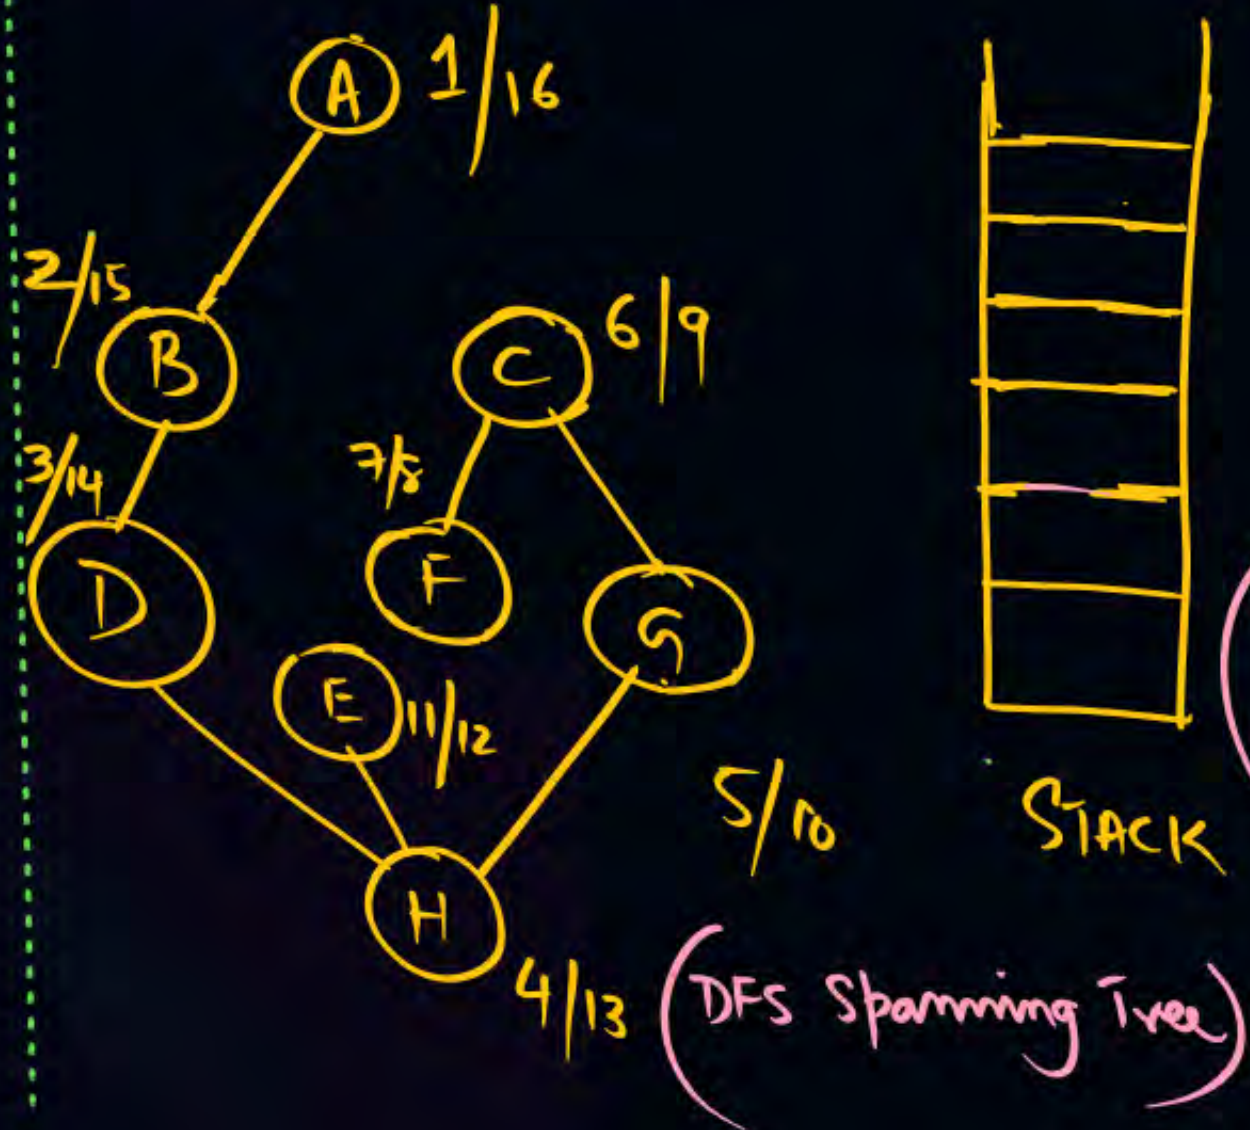 A 1/16
2/15
B
C 6/9
3/14
7/8
D
F
G
E 11/12
5/10
STACK
H
4/13
(DFS Spanning Tree)